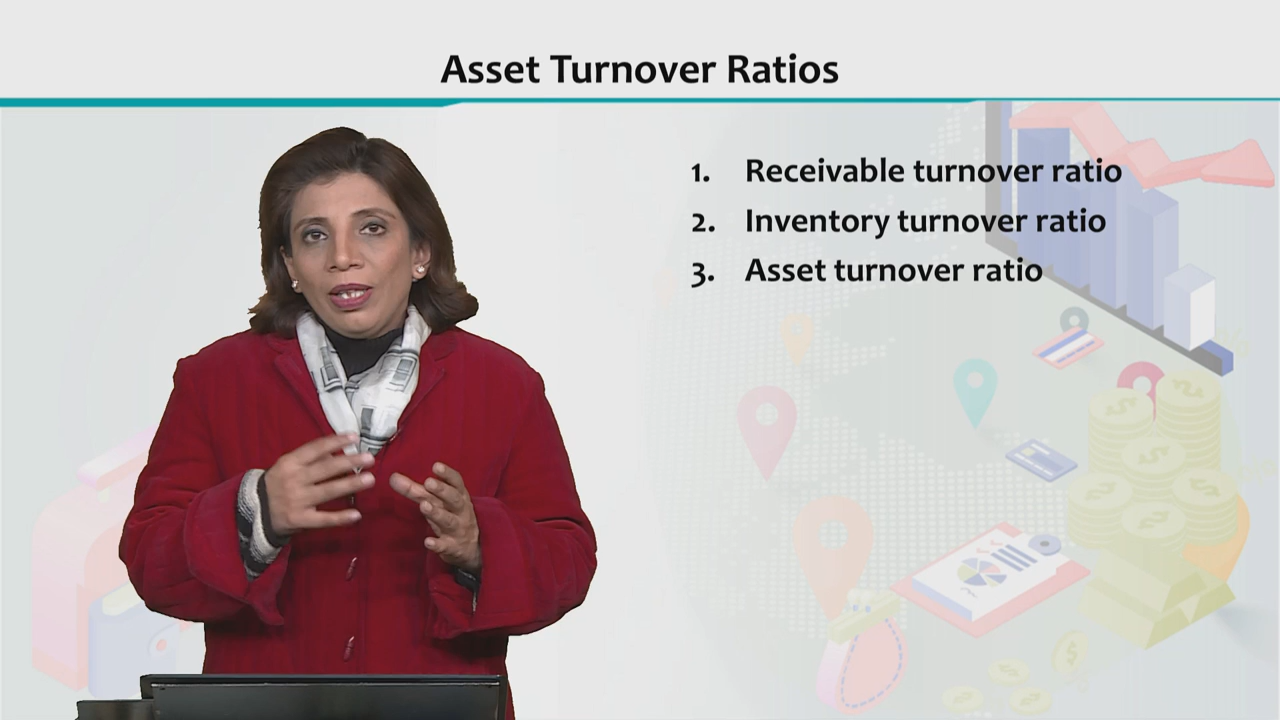 Asset Turnover Ratios
1. Receivable turnover ratio
2. Inventory turnover ratio
3. Asset turnover ratio